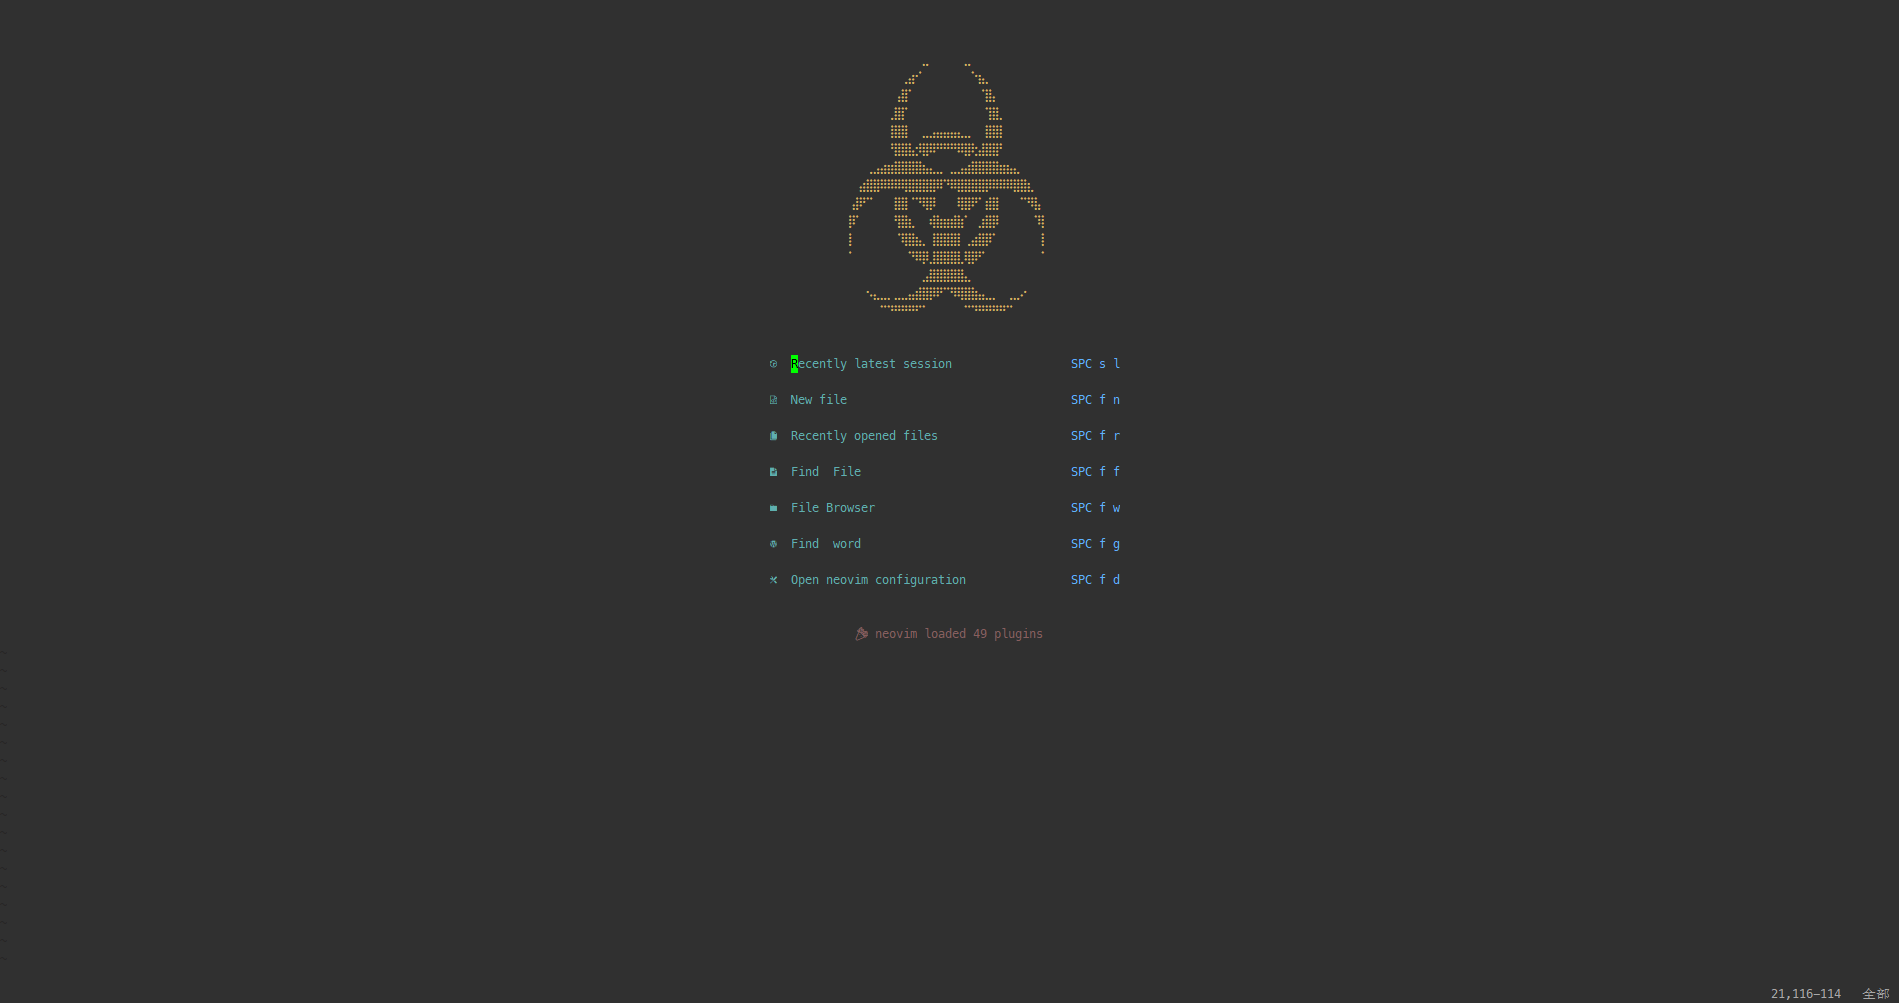 Recently latest session SPC s l
New file SPC f n
Recently opened files SPC f r
Find  File SPC f f
File Browser SPC f w
Find  word SPC f g
Open neovim configuration SPC f d
neovim loaded 49 plugins
21,116-114 全部